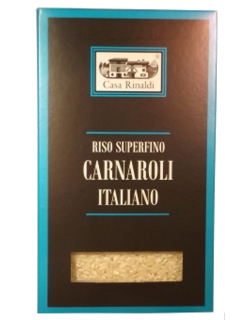 Casa Rinaldi
RISO SUPERFINO
CARNAROLI
ITALIANO